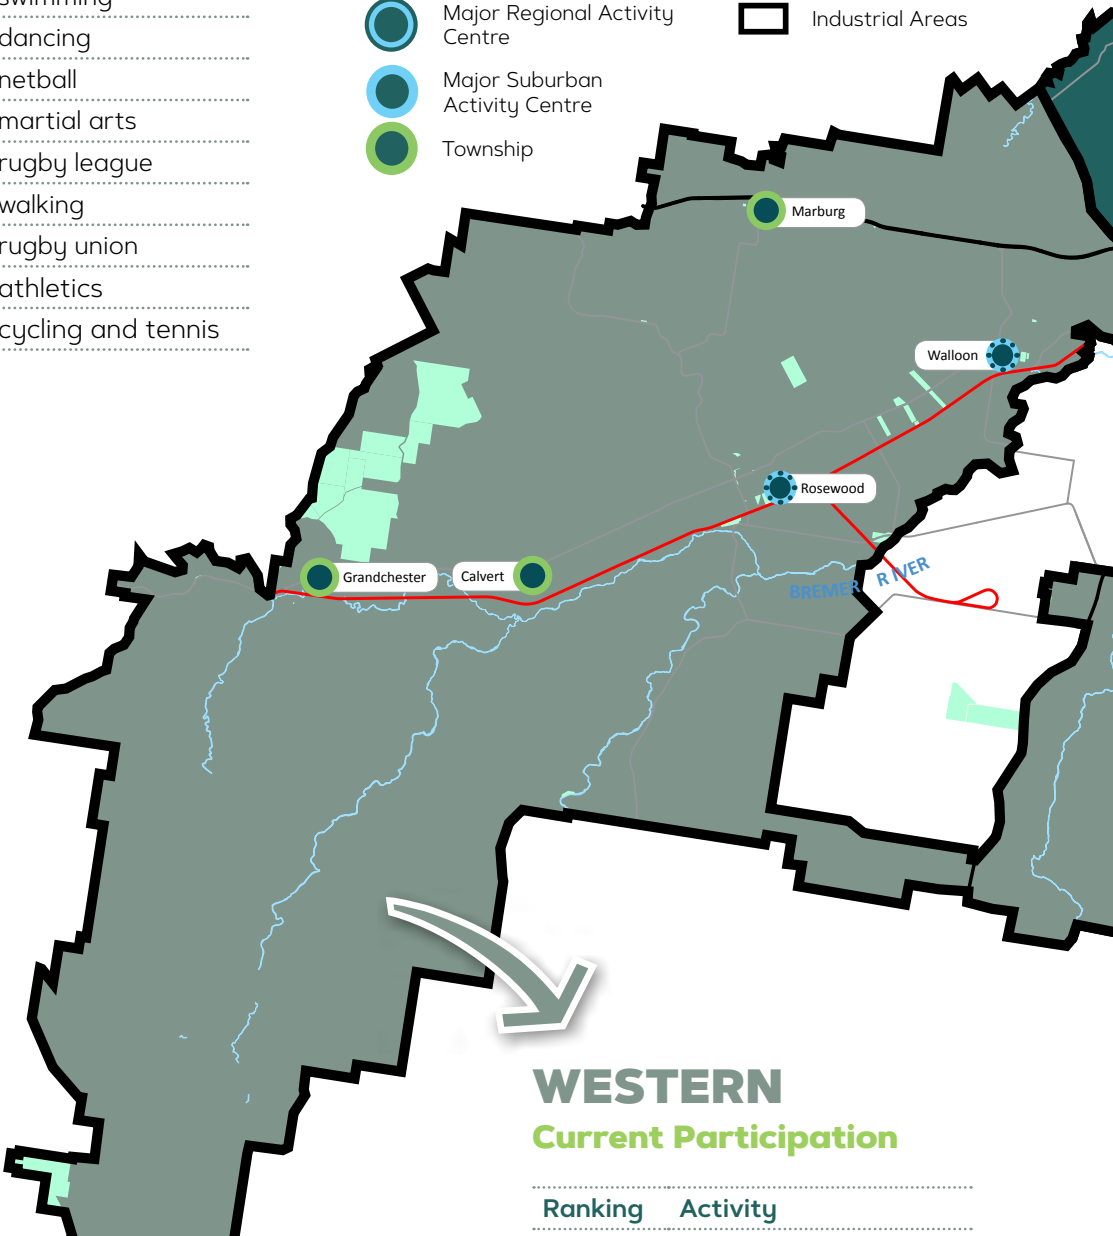 swimming
dancing
netball
martial arts
rugby league
walking
rugby union
athletics
cycling and tennis
Major Regional Activity
Centre
Major Suburban
Activity Centre
Township
Industrial Areas
Marburg
Walloon
Rosewood
Grandchester
Calvert
BREMER RIVER
WESTERN
Current Participation
Ranking Activity